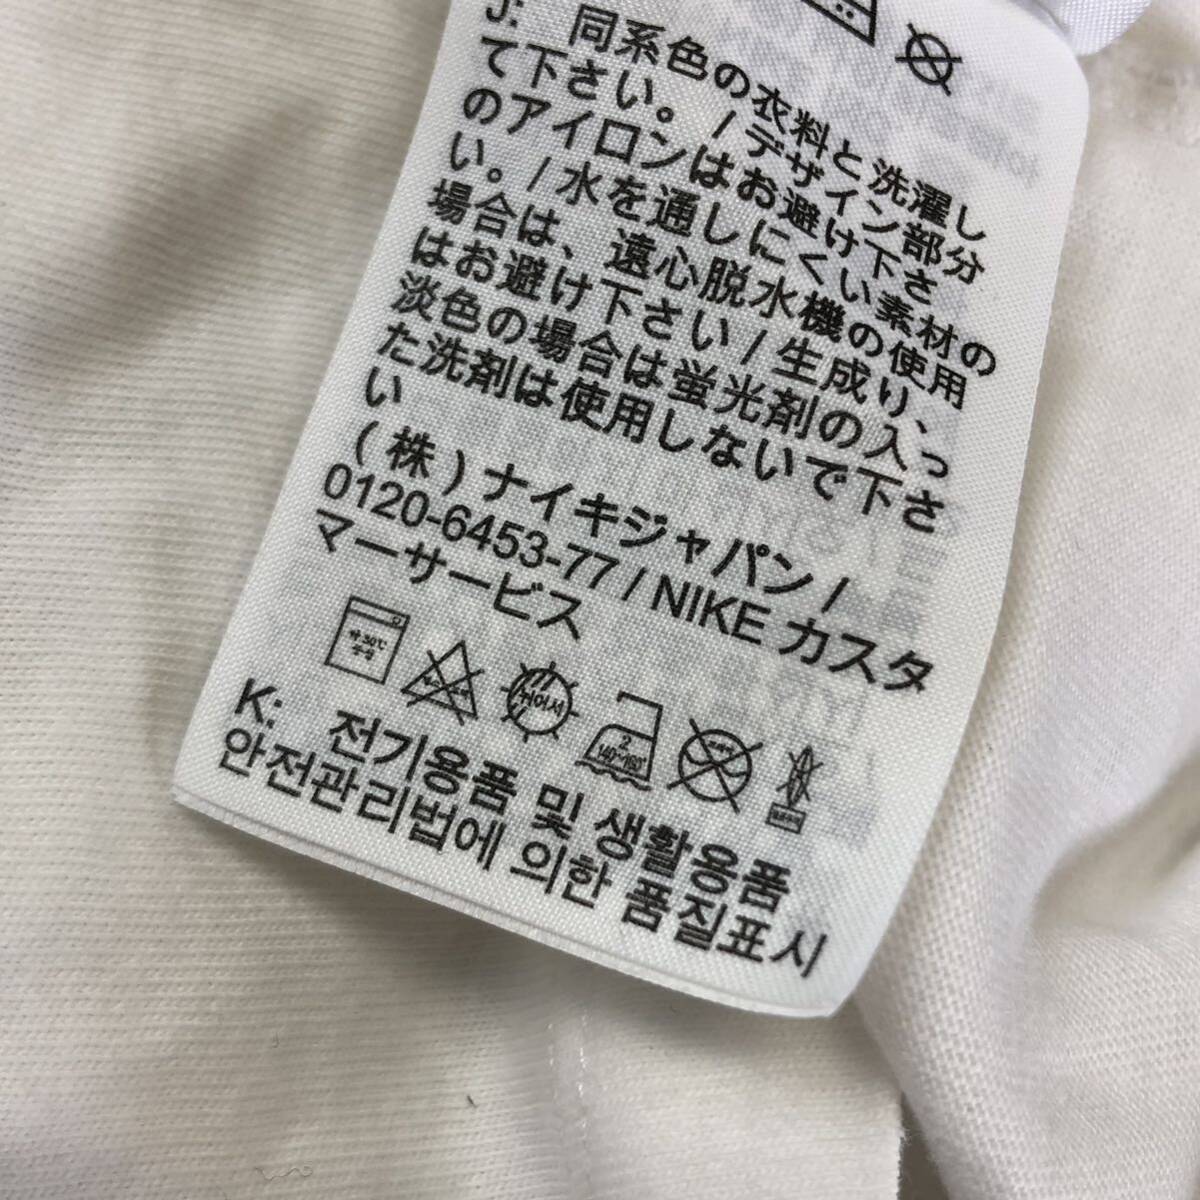 J: 同系色の衣料と洗濯し
て下さい。/デザイン部分
のアイロンはお避け下さ
い。/水を通しにくい素材の
場合は、遠心脱水機の使用
はお避け下さい/生成り、
淡色の場合は蛍光剤の入っ
た洗剤は使用しないで下さ
い
(株)ナイキジャパン/
0120-6453-77/NIKE カスタ
マーサービス
뉘어서
2
140~160℃
K: 전기용품 및 생활용품
안전관리법에 의한 품질표시